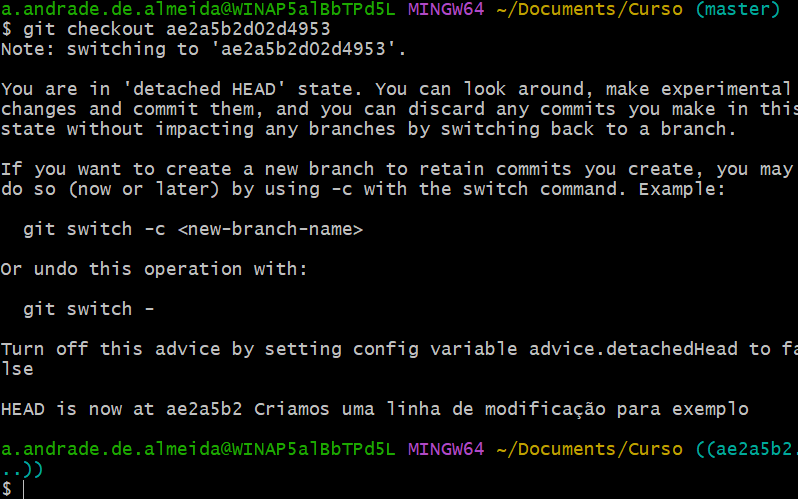 a.andrade.de.almeida@WINAP5alBbTPd5L MINGW64 ~/Documents/Curso (master)
$ git checkout ae2a5b2d02d4953
Note: switching to 'ae2a5b2d02d4953'.

You are in 'detached HEAD' state. You can look around, make experimental
changes and commit them, and you can discard any commits you make in this
state without impacting any branches by switching back to a branch.

If you want to create a new branch to retain commits you create, you may
do so (now or later) by using -c with the switch command. Example:

  git switch -c <new-branch-name>

Or undo this operation with:

  git switch -

Turn off this advice by setting config variable advice.detachedHead to fa
lse

HEAD is now at ae2a5b2 Criamos uma linha de modificação para exemplo

a.andrade.de.almeida@WINAP5alBbTPd5L MINGW64 ~/Documents/Curso ((ae2a5b2.
..))
$